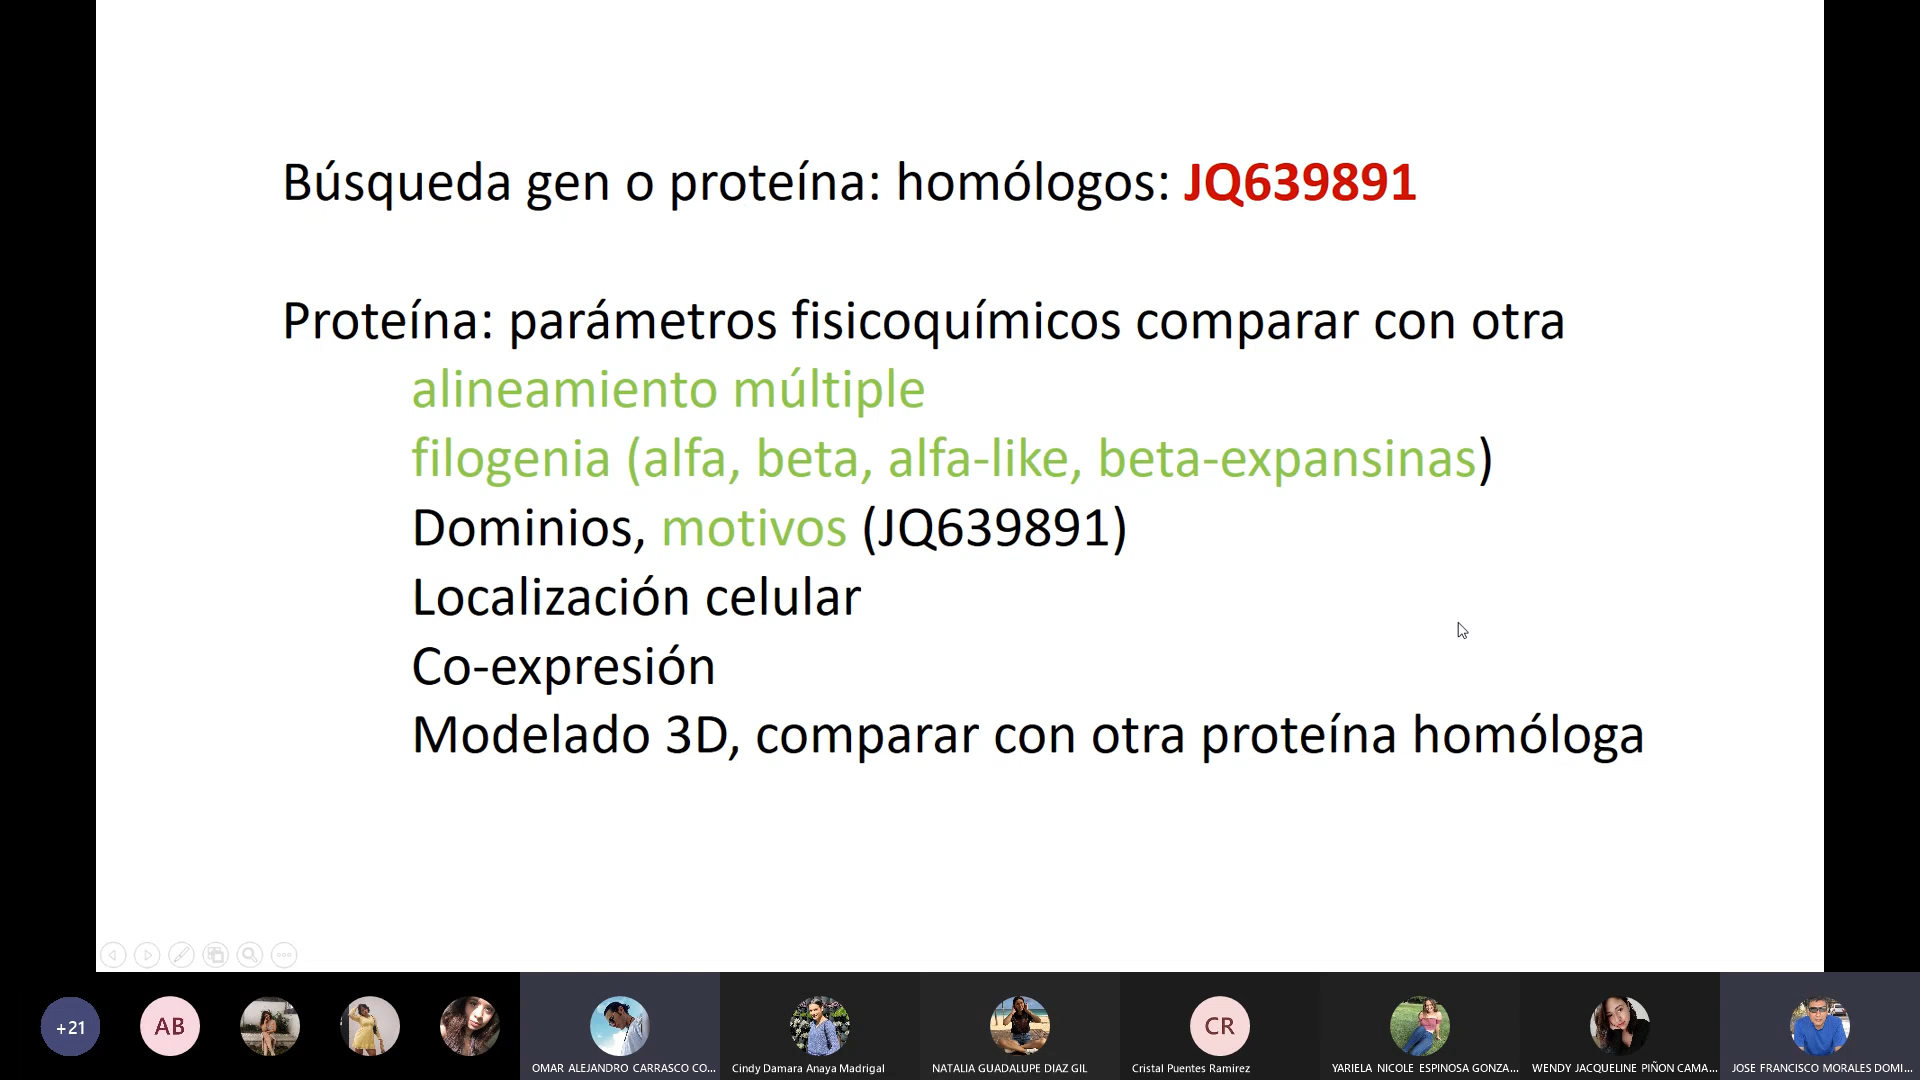 Búsqueda gen o proteína: homólogos: JQ639891
Proteína: parámetros fisicoquímicos comparar con otra
alineamiento múltiple
filogenia (alfa, beta, alfa-like, beta-expansinas)
Dominios, motivos (JQ639891)
Localización celular
Co-expresión
Modelado 3D, comparar con otra proteína homóloga
+21
AB
CR
OMAR ALEJANDRO CARRASCO CO...
Cindy Damara Anaya Madrigal
NATALIA GUADALUPE DIAZ GIL
Cristal Puentes Ramirez
YARIELA NICOLE ESPINOSA GONZA...
WENDY JACQUELINE PIÑON CAMA...
JOSE FRANCISCO MORALES DOMI...